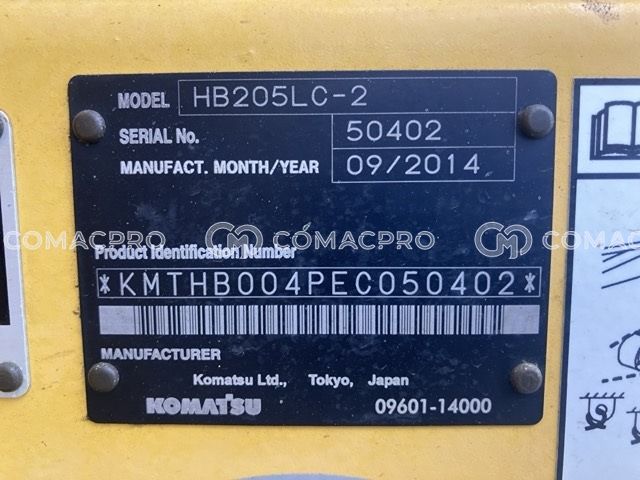 MODEL HB205LC-2
SERIAL No. 50402
MANUFACT. MONTH/YEAR 09/2014
COMACPRO COMACPRO
Product Identification Number
*KMTHB004PEC050402*
MANUFACTURER
Komatsu Ltd., Tokyo, Japan
KOMATSU 09601-14000